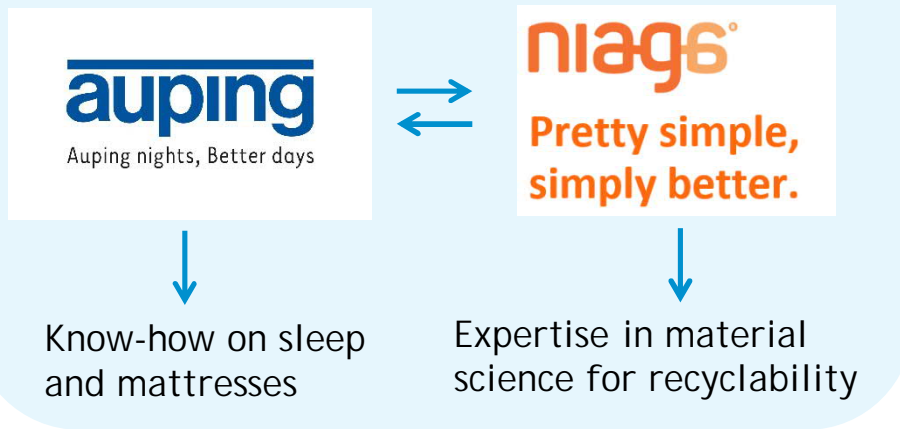 auping
Auping nights, Better days
niaga°
Pretty simple,
simply better.
Know-how on sleep
and mattresses
Expertise in material
science for recyclability